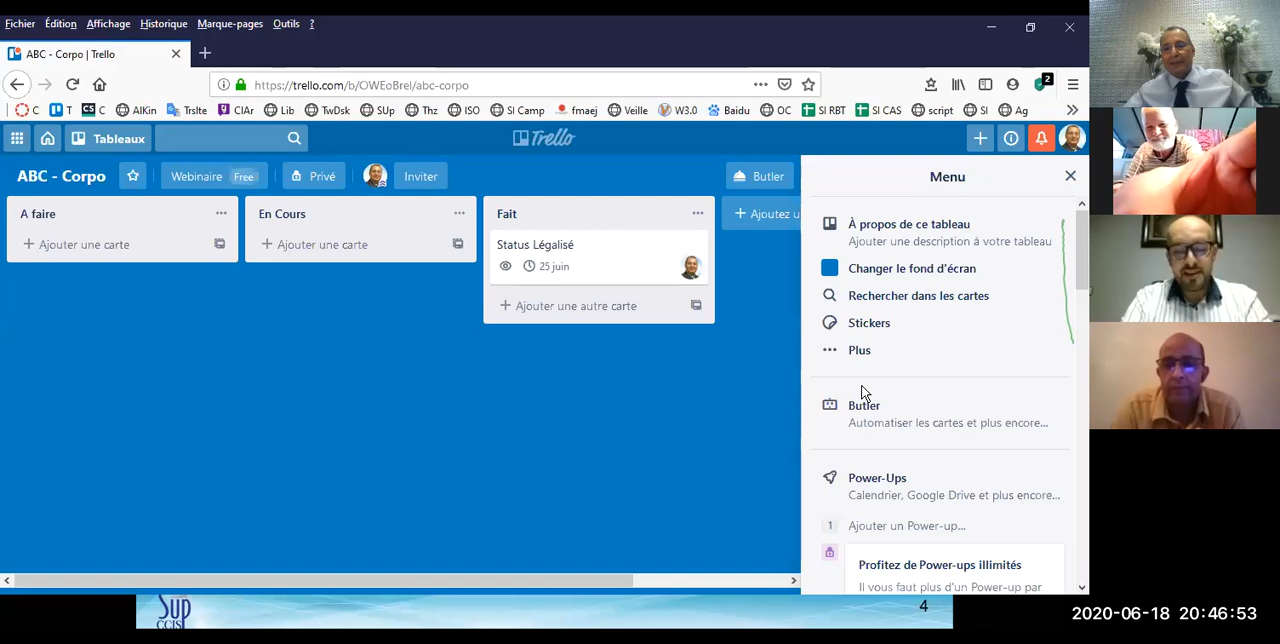 Fichier Édition Affichage Historique Marque-pages Outils ?
ABC - Corpo | Trello
https://trello.com/b/OWEoBrel/abc-corpo
2
C T CS C AlKin Trslte ClAr Lib TwDsk SUp Thz ISO SI Camp fmaej Veille W3.0 Baidu OC SI RBT SI CAS script SI Ag
Tableaux
Trello
ABC - Corpo Webinaire Free Privé Inviter Butler
Menu
A faire
Ajouter une carte
En Cours
Ajouter une carte
Fait
Status Légalisé
25 juin
Ajouter une autre carte
Ajoutez u
À propos de ce tableau
Ajouter une description à votre tableau
Changer le fond d'écran
Rechercher dans les cartes
Stickers
Plus
Butler
Automatiser les cartes et plus encore...
Power-Ups
Calendrier, Google Drive et plus encore...
1 Ajouter un Power-up...
Profitez de Power-ups illimités
Il vous faut plus d'un Power-up par
Sup
CCIS
4
2020-06-18 20:46:53